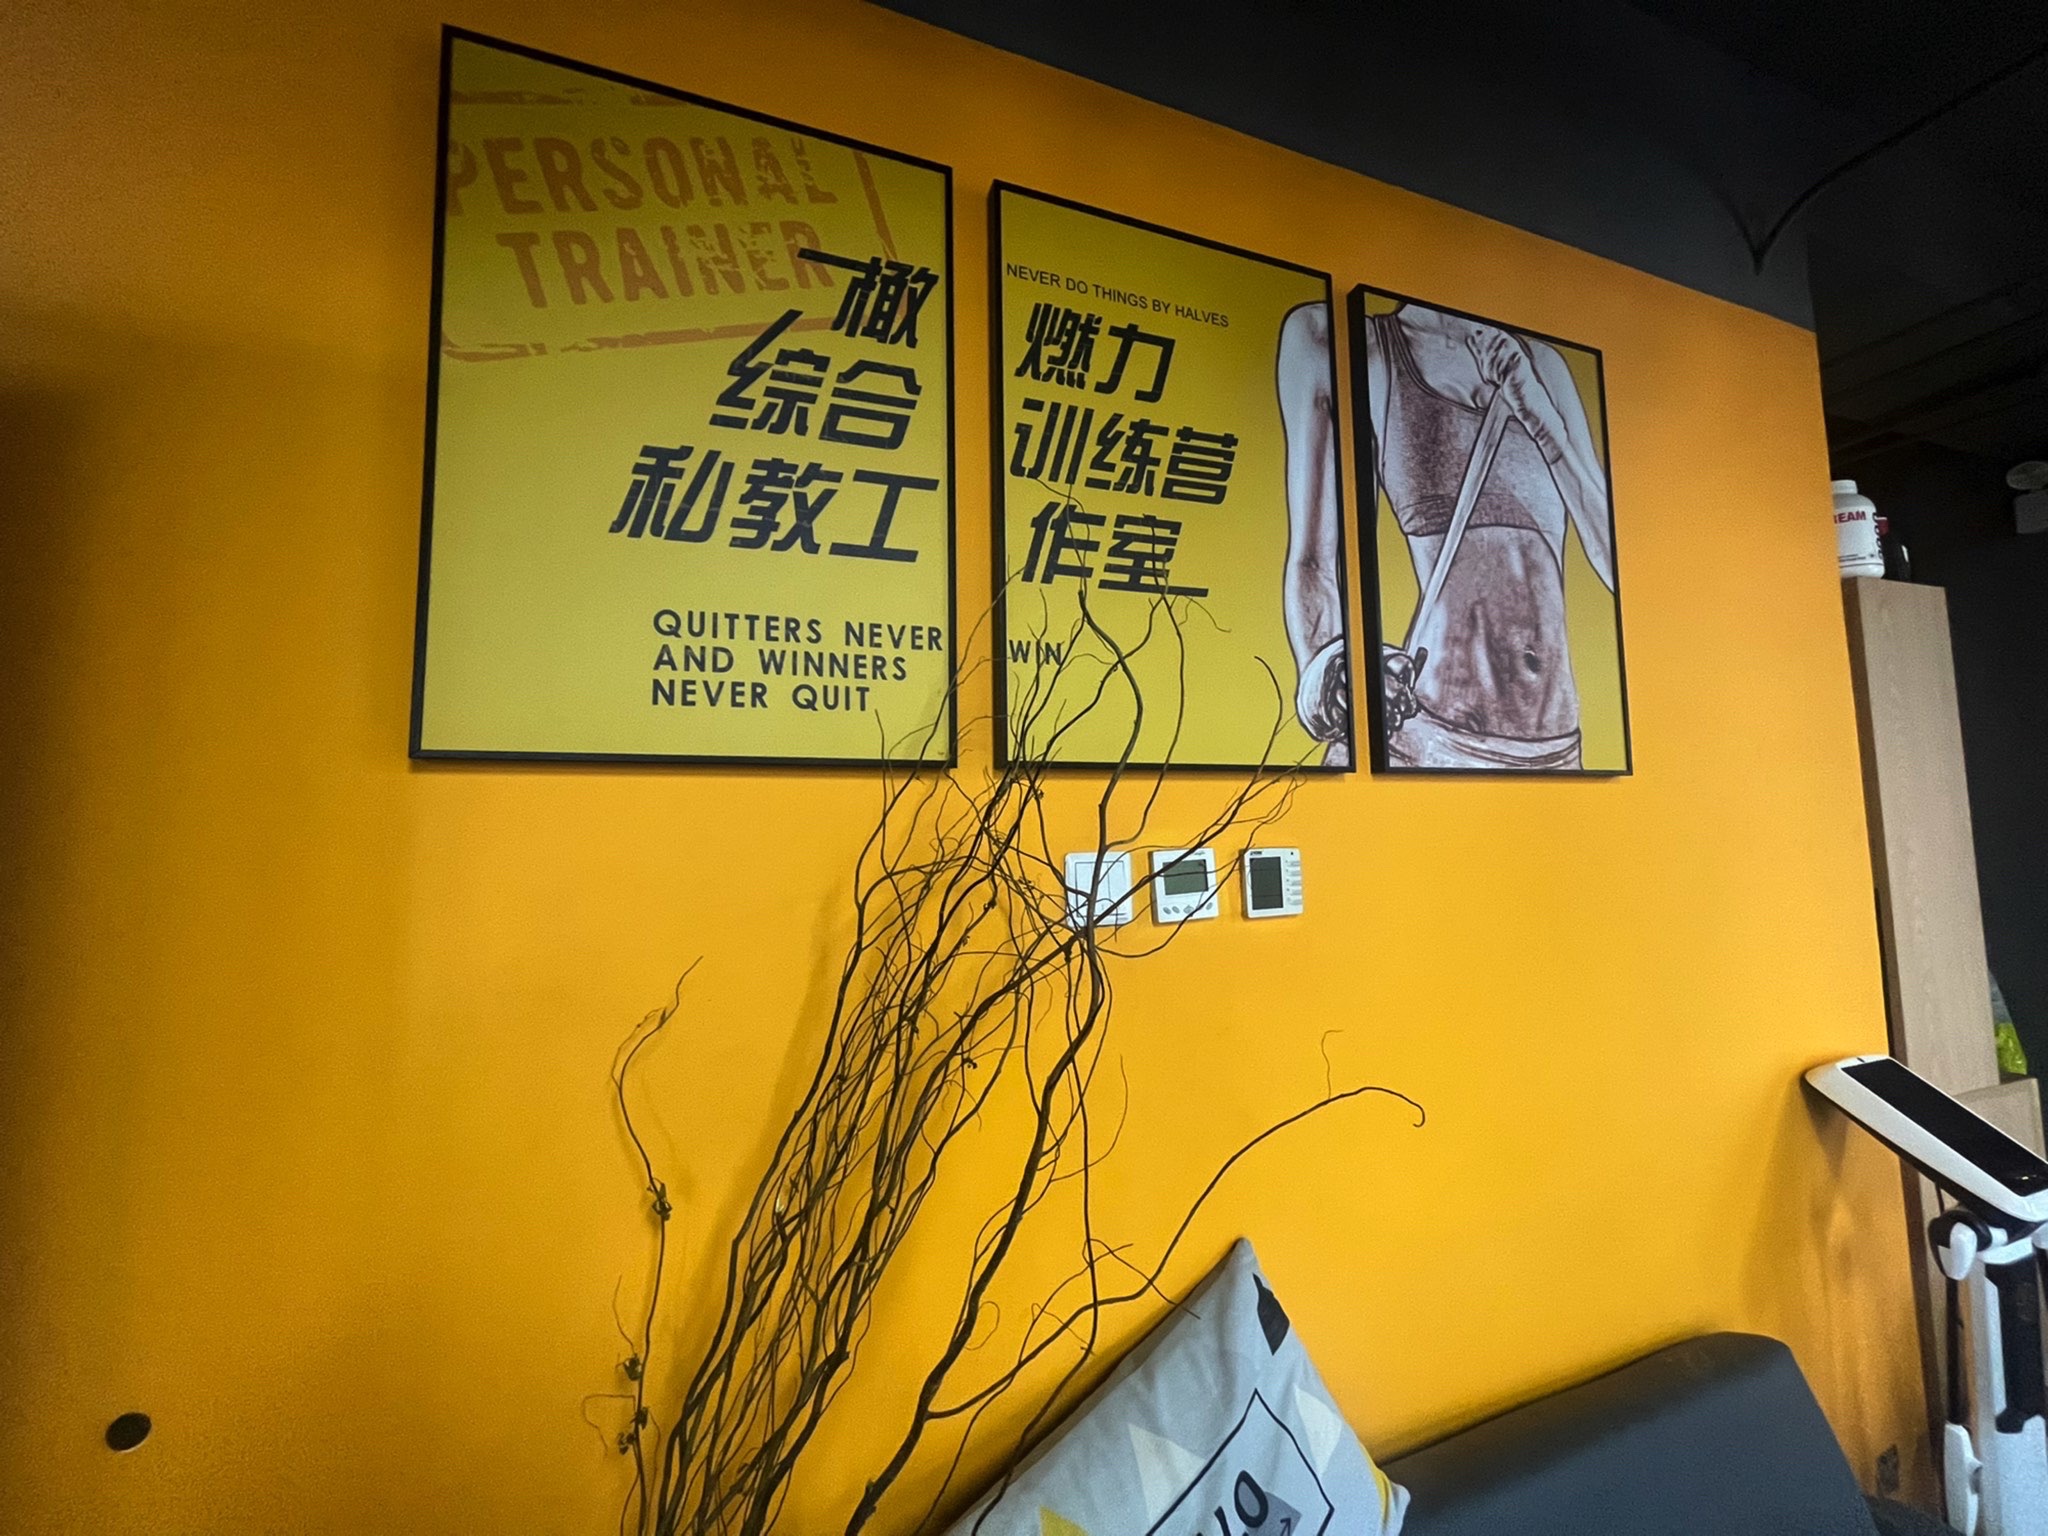 PERSONAL
TRAINER
一橄
综合
私教工
QUITTERS NEVER
AND WINNERS
NEVER QUIT
NEVER DO THINGS BY HALVES
燃力
训练营
作室
WIN